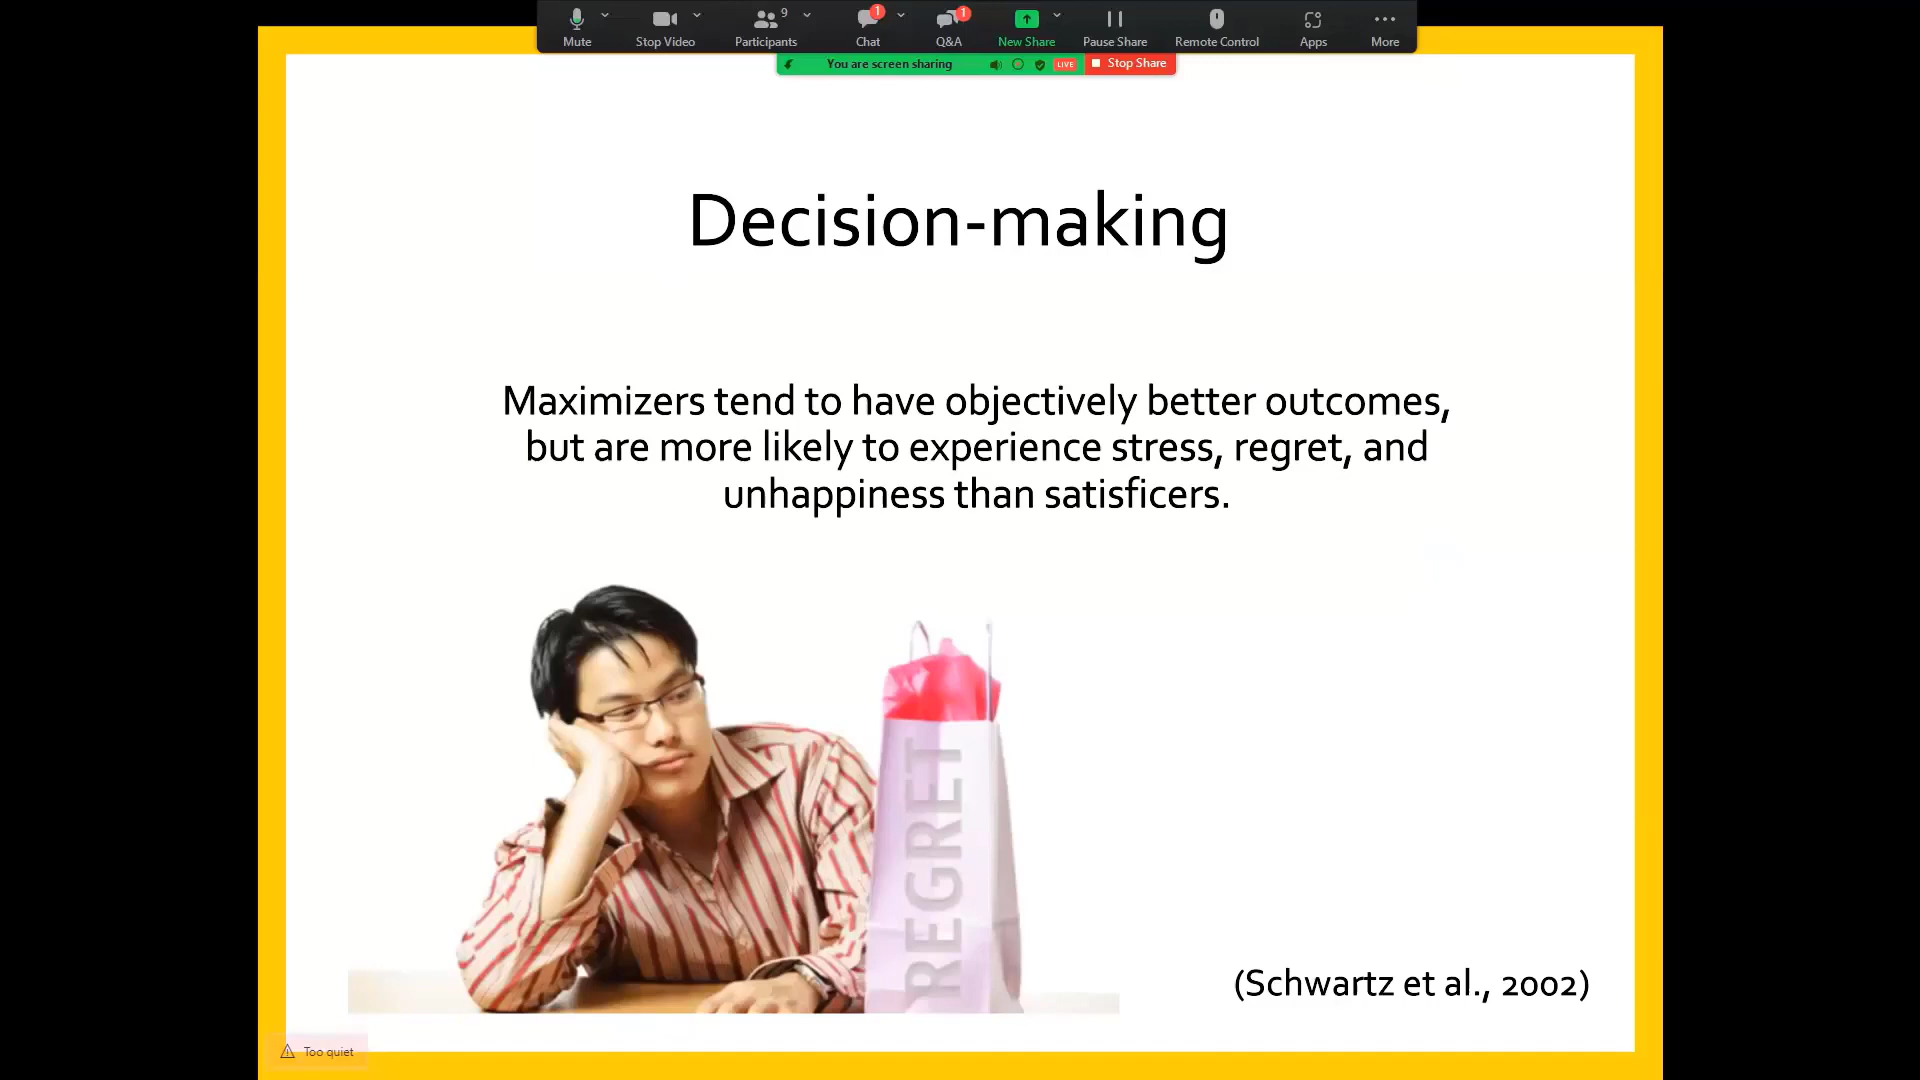 Mute
Stop Video
Participants
9
Chat
1
Q&A
1
New Share
Pause Share
Remote Control
Apps
More
You are screen sharing
LIVE
Stop Share
Decision-making
Maximizers tend to have objectively better outcomes,
but are more likely to experience stress, regret, and
unhappiness than satisficers.
REGRET
(Schwartz et al., 2002)
Too quiet